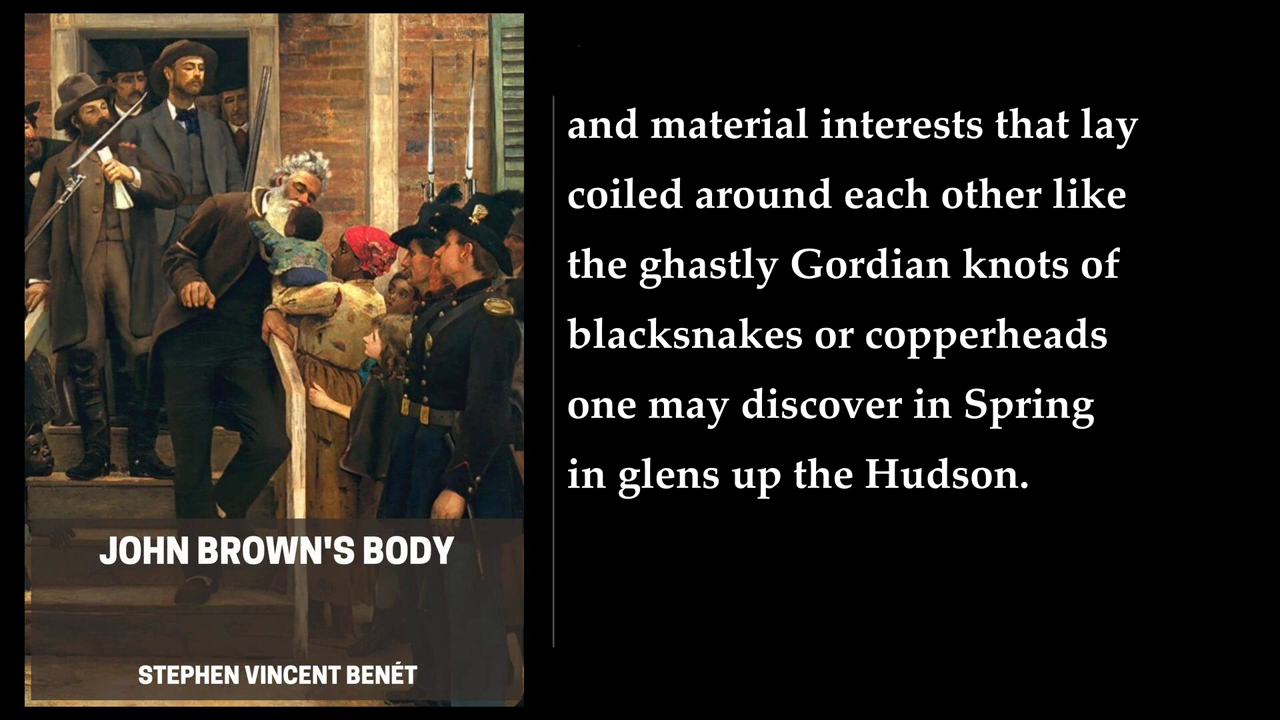 and material interests that lay
coiled around each other like
the ghastly Gordian knots of
blacksnakes or copperheads
one may discover in Spring
in glens up the Hudson.
JOHN BROWN'S BODY
STEPHEN VINCENT BENÉT